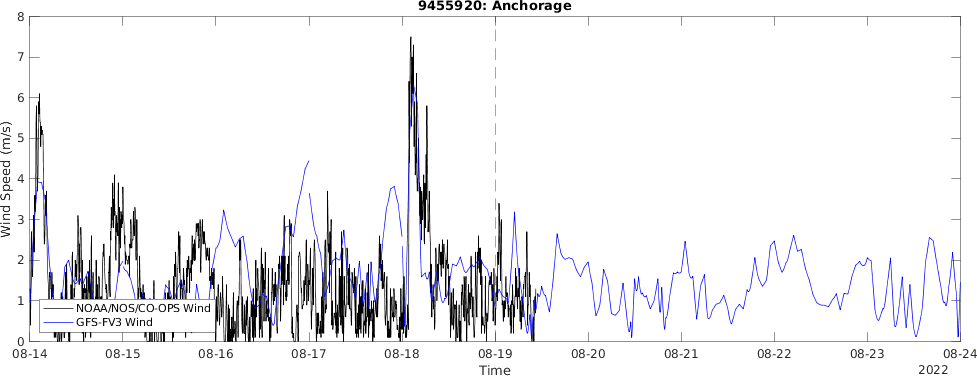 9455920: Anchorage
8
7
6
5
4
3
2
1
0
Wind Speed (m/s)
NOAA/NOS/CO-OPS Wind
GFS-FV3 Wind
08-14 08-15 08-16 08-17 08-18 08-19 08-20 08-21 08-22 08-23 08-24
Time
2022